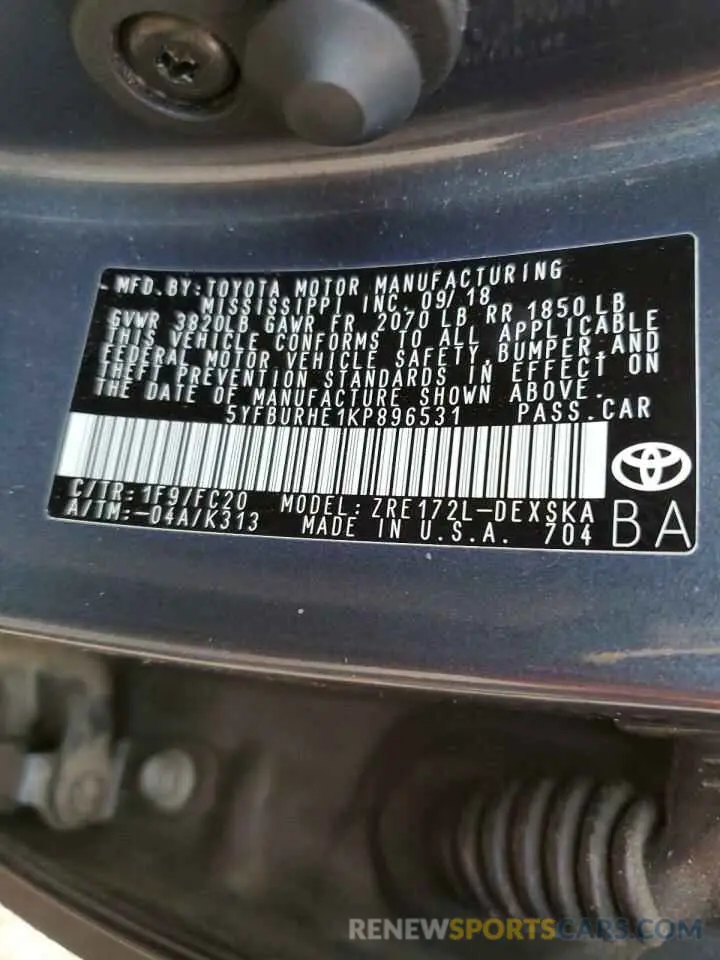 MFD.BY:TOYOTA MOTOR MANUFACTURING
MISSISSIPPI INC 09/18
GVWR 3820LB GAWR FR 2070 LB RR 1850 LB
THIS VEHICLE CONFORMS TO ALL APPLICABLE
FEDERAL MOTOR VEHICLE SAFETY,BUMPER,AND
THEFT PREVENTION STANDARDS IN EFFECT ON
THE DATE OF MANUFACTURE SHOWN ABOVE.
5YFBURHE1KP896531 PASS.CAR
C/TR:1F9/FC20 MODEL:ZRE172L-DEXSKA
A/TM:-04A/K313 MADE IN U.S.A. 704
BA
RENEWSPORTSCARS.COM